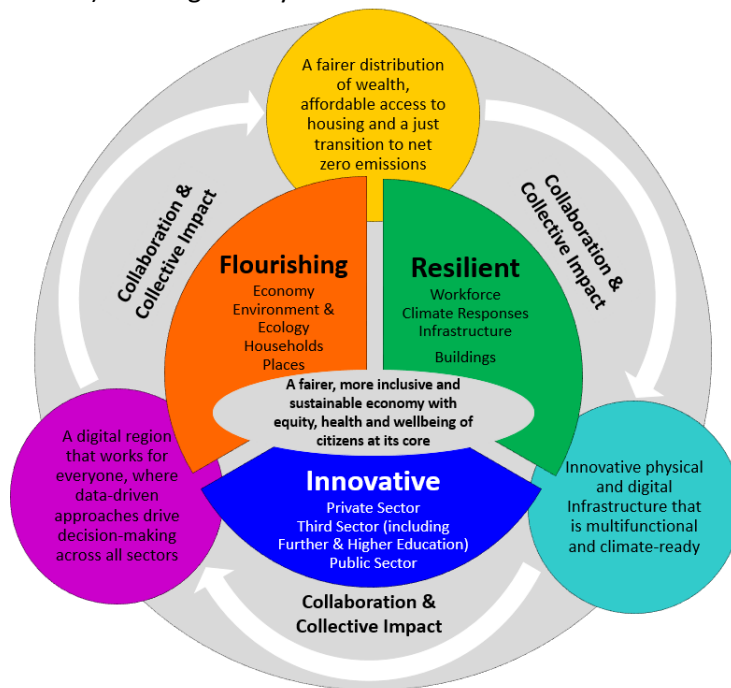 A fairer distribution
of wealth,
affordable access to
housing and a just
transition to net
zero emissions
Collaboration &
Collective Impact
Collaboration &
Collective Impact
Flourishing
Economy
Environment &
Ecology
Households
Places
Resilient
Workforce
Climate Responses
Infrastructure
Buildings
A fairer, more inclusive and
sustainable economy with
equity, health and wellbeing of
citizens at its core
A digital region
that works for
everyone, where
data-driven
approaches drive
decision-making
across all sectors
Innovative
Private Sector
Third Sector (including
Further & Higher Education)
Public Sector
Innovative physical
and digital
Infrastructure that
is multifunctional
and climate-ready
Collaboration &
Collective Impact